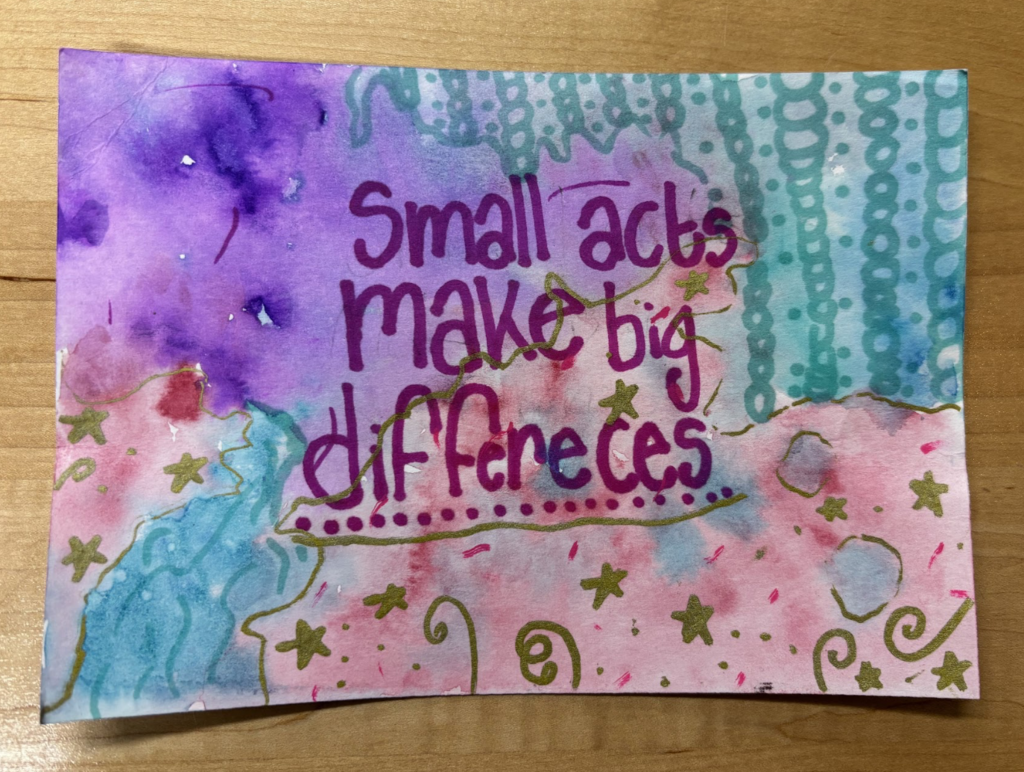 Small acts
make big
differeces